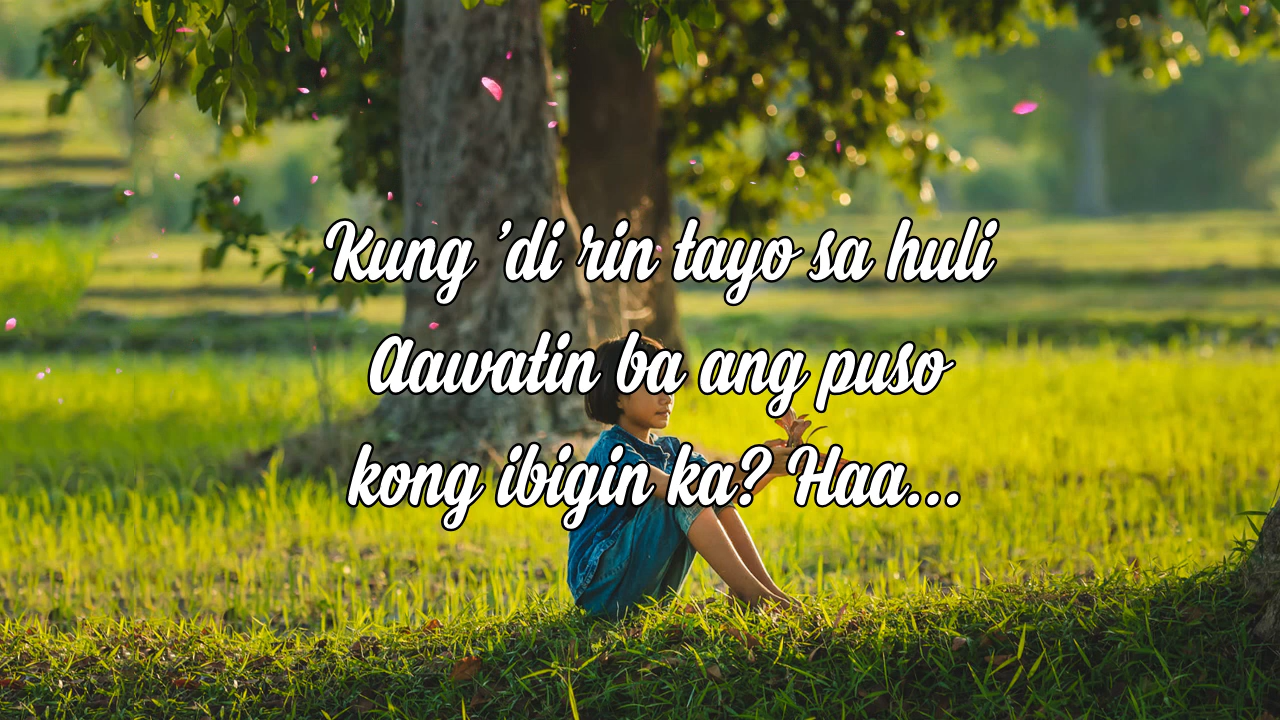 Kung 'di rin tayo sa huli
Aawatin ba ang puso
kong ibigin ka? Haa...